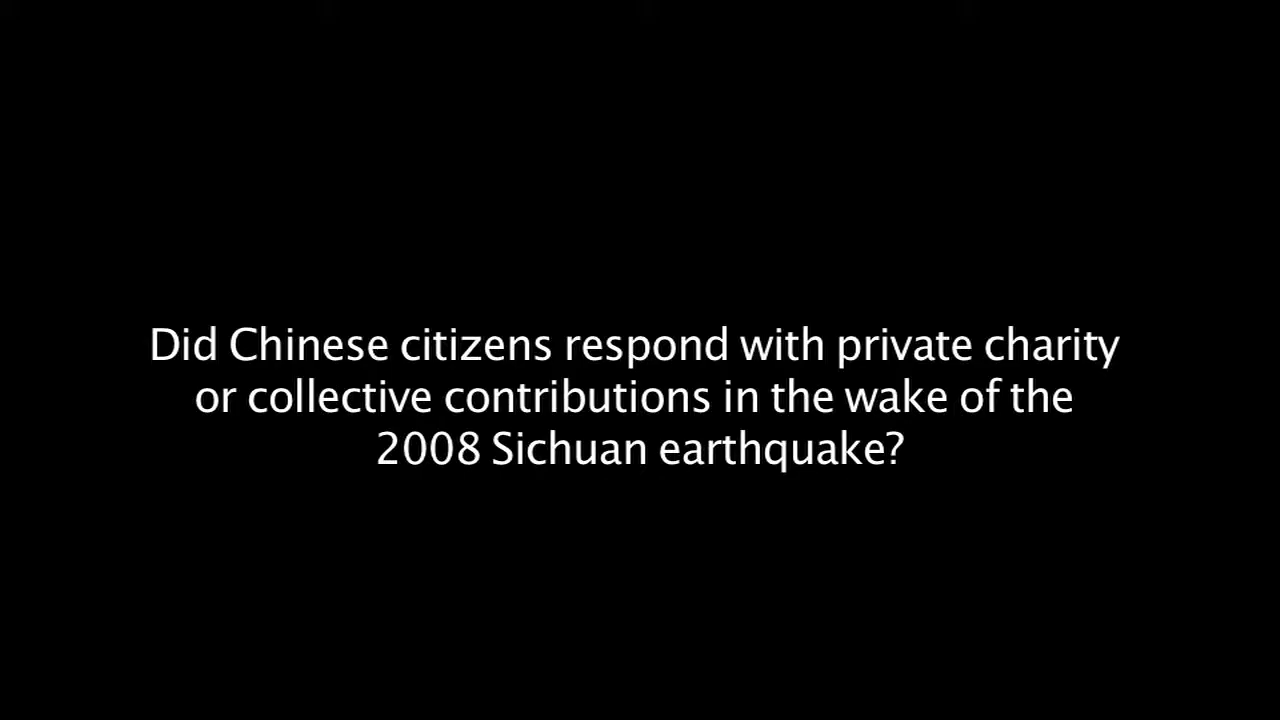 Did Chinese citizens respond with private charity
or collective contributions in the wake of the
2008 Sichuan earthquake?